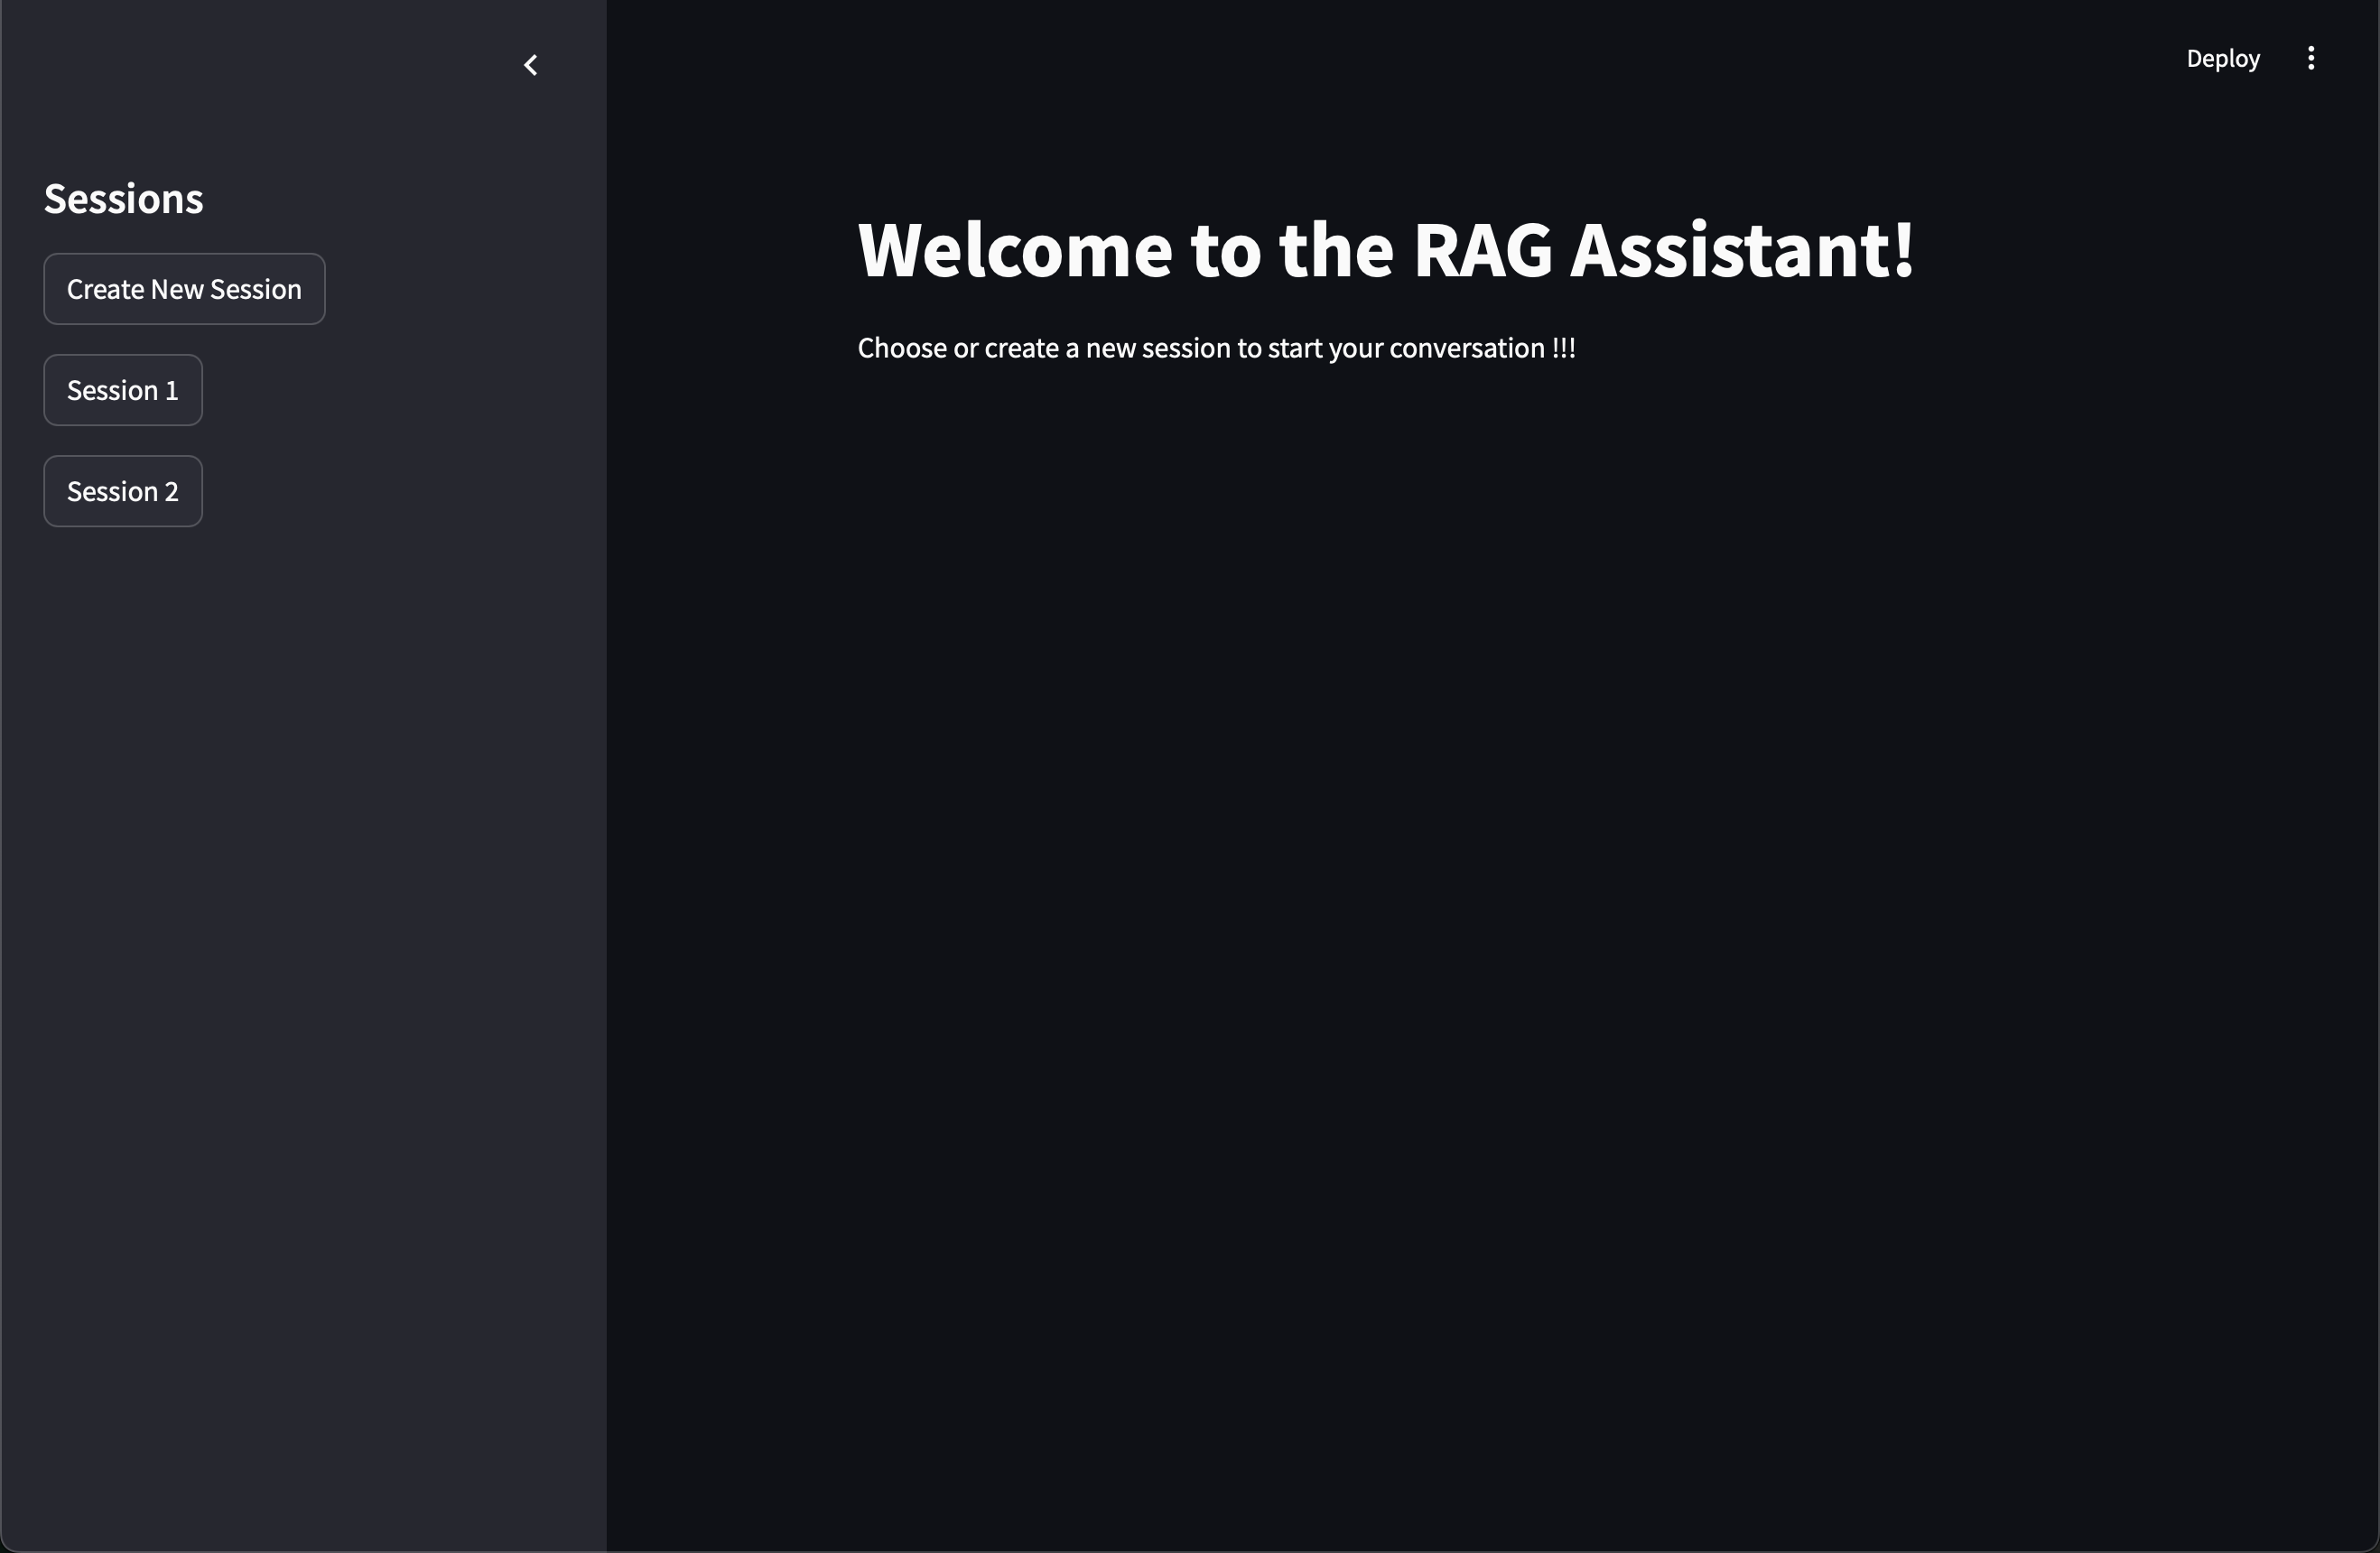 Deploy
Sessions
Create New Session
Session 1
Session 2
Welcome to the RAG Assistant!
Choose or create a new session to start your conversation !!!